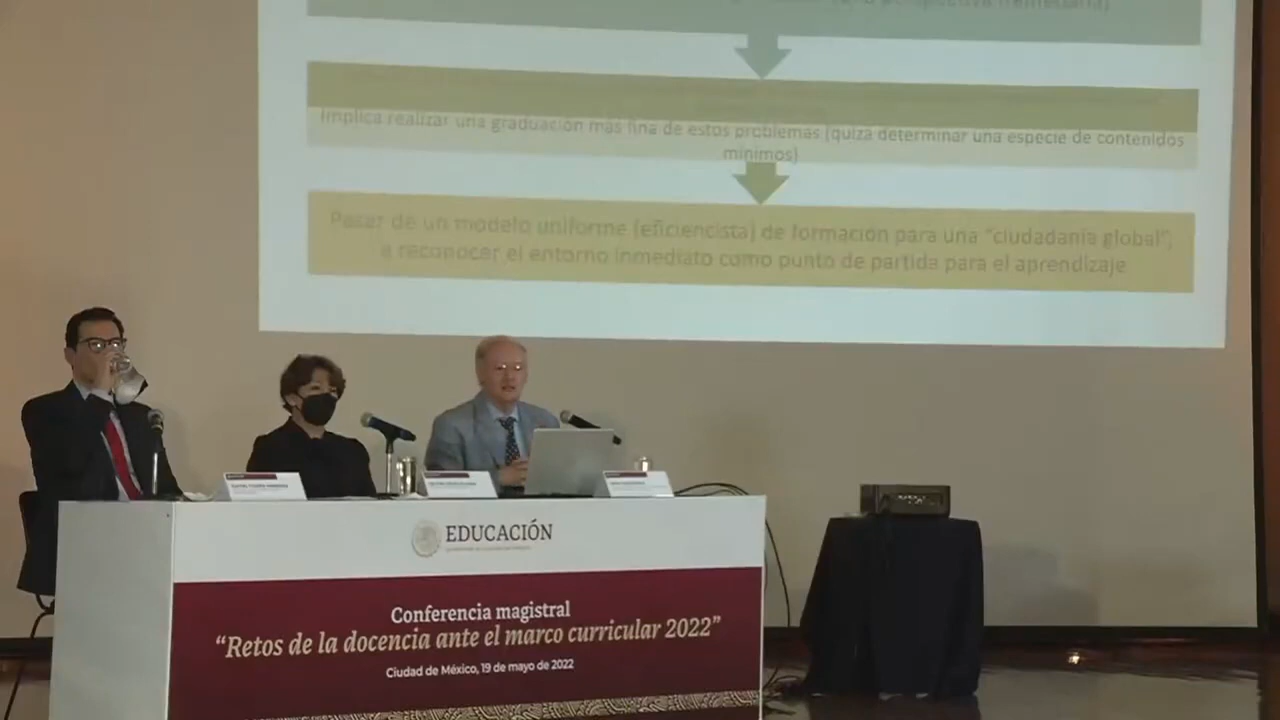 perspectiva
Implica realizar una graduación más fina de estos problemas (quizá determinar una especie de contenidos
mínimos)
Pasar de un modelo uniforme (eficiencista) de formación para una "ciudadanía global",
a reconocer el entorno inmediato como punto de partida para el aprendizaje
EDUCACIÓN
Conferencia magistral
“Retos de la docencia ante el marco curricular 2022”
Ciudad de México, 19 de mayo de 2022